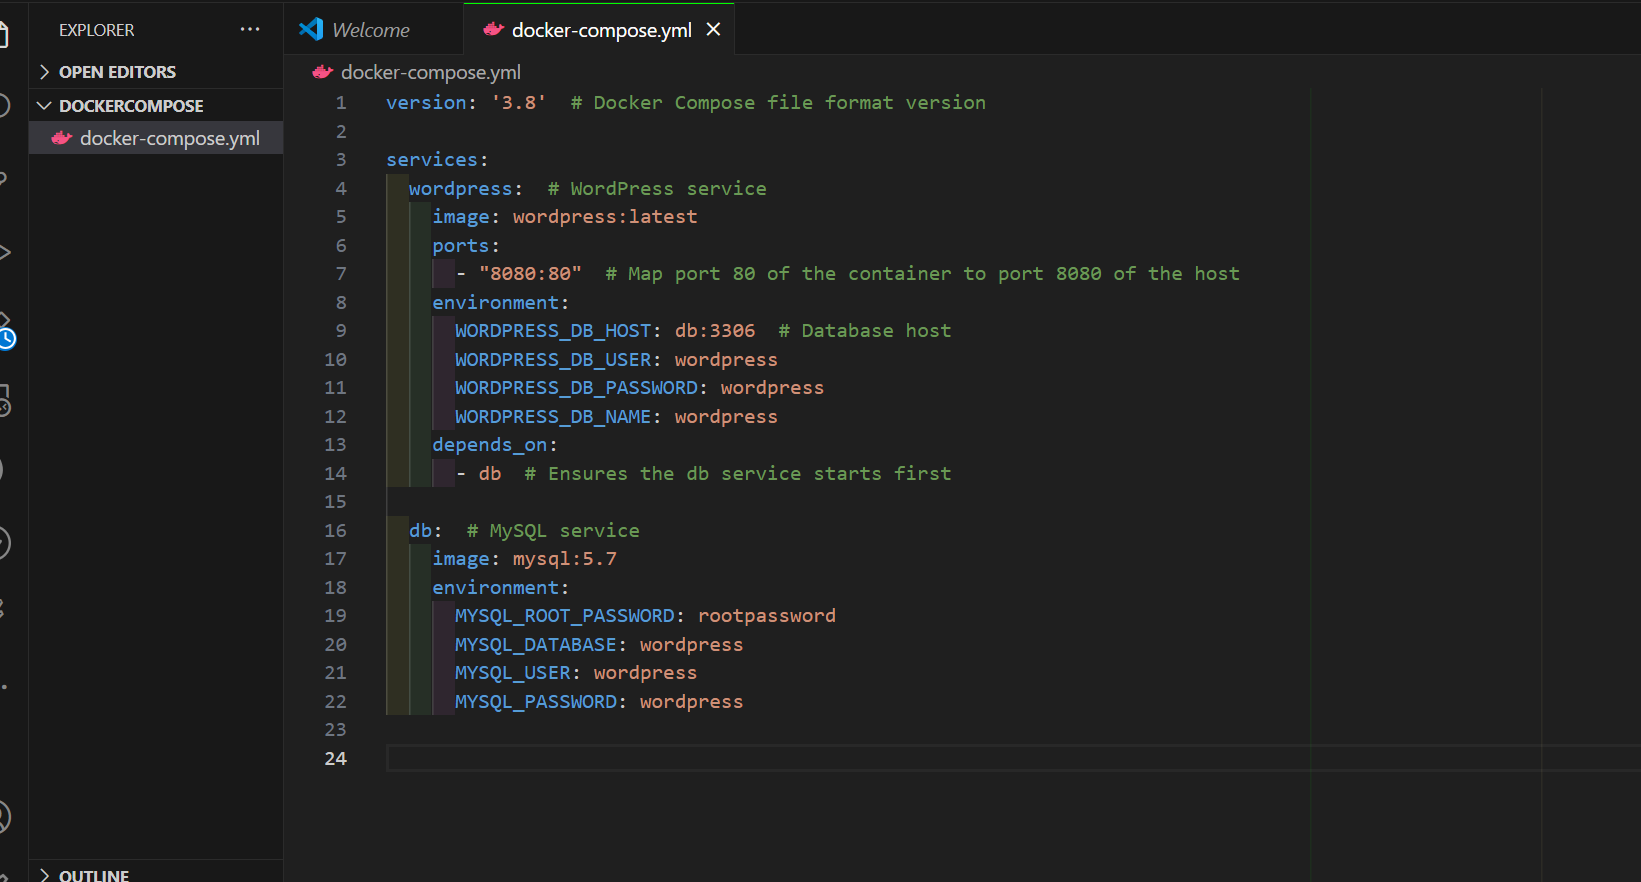 EXPLORER
OPEN EDITORS
DOCKERCOMPOSE
docker-compose.yml
OUTLINE
Welcome
docker-compose.yml
docker-compose.yml
1 version: '3.8'  # Docker Compose file format version
2
3 services:
4   wordpress:  # WordPress service
5     image: wordpress:latest
6     ports:
7       - "8080:80"  # Map port 80 of the container to port 8080 of the host
8     environment:
9       WORDPRESS_DB_HOST: db:3306  # Database host
10       WORDPRESS_DB_USER: wordpress
11       WORDPRESS_DB_PASSWORD: wordpress
12       WORDPRESS_DB_NAME: wordpress
13     depends_on:
14       - db  # Ensures the db service starts first
15
16   db:  # MySQL service
17     image: mysql:5.7
18     environment:
19       MYSQL_ROOT_PASSWORD: rootpassword
20       MYSQL_DATABASE: wordpress
21       MYSQL_USER: wordpress
22       MYSQL_PASSWORD: wordpress
23
24